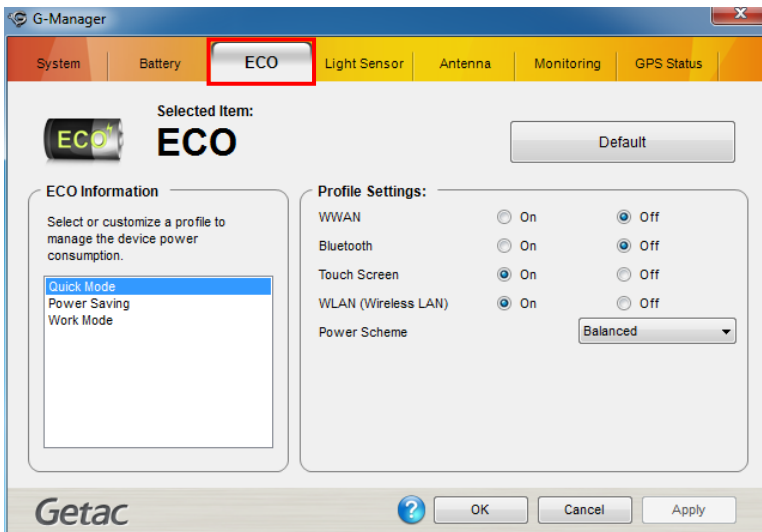 G-Manager
System Battery ECO Light Sensor Antenna Monitoring GPS Status
ECO
Selected Item:
ECO
Default
ECO Information
Select or customize a profile to
manage the device power
consumption.
Quick Mode
Power Saving
Work Mode
Profile Settings:
WWAN On Off
Bluetooth On Off
Touch Screen On Off
WLAN (Wireless LAN) On Off
Power Scheme Balanced
Getac
? OK Cancel Apply